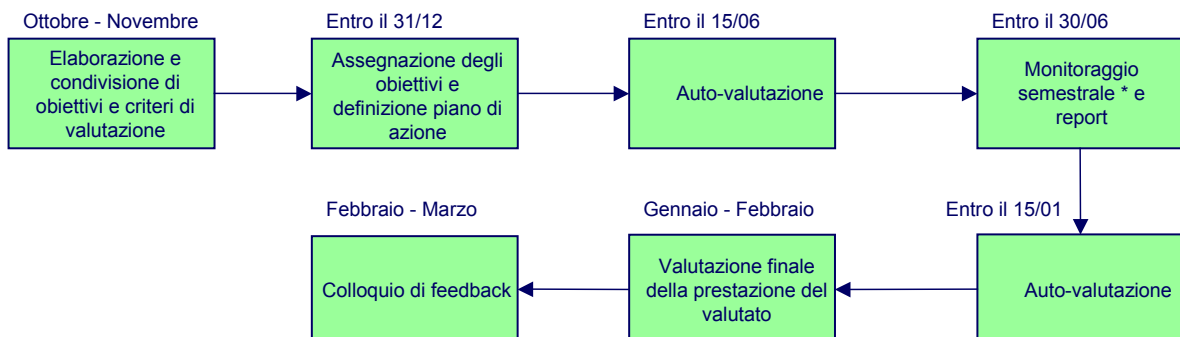 Ottobre - Novembre
Elaborazione e
condivisione di
obiettivi e criteri di
valutazione
Entro il 31/12
Assegnazione degli
obiettivi e
definizione piano di
azione
Entro il 15/06
Auto-valutazione
Entro il 30/06
Monitoraggio
semestrale * e
report
Entro il 15/01
Auto-valutazione
Gennaio - Febbraio
Valutazione finale
della prestazione del
valutato
Febbraio - Marzo
Colloquio di feedback